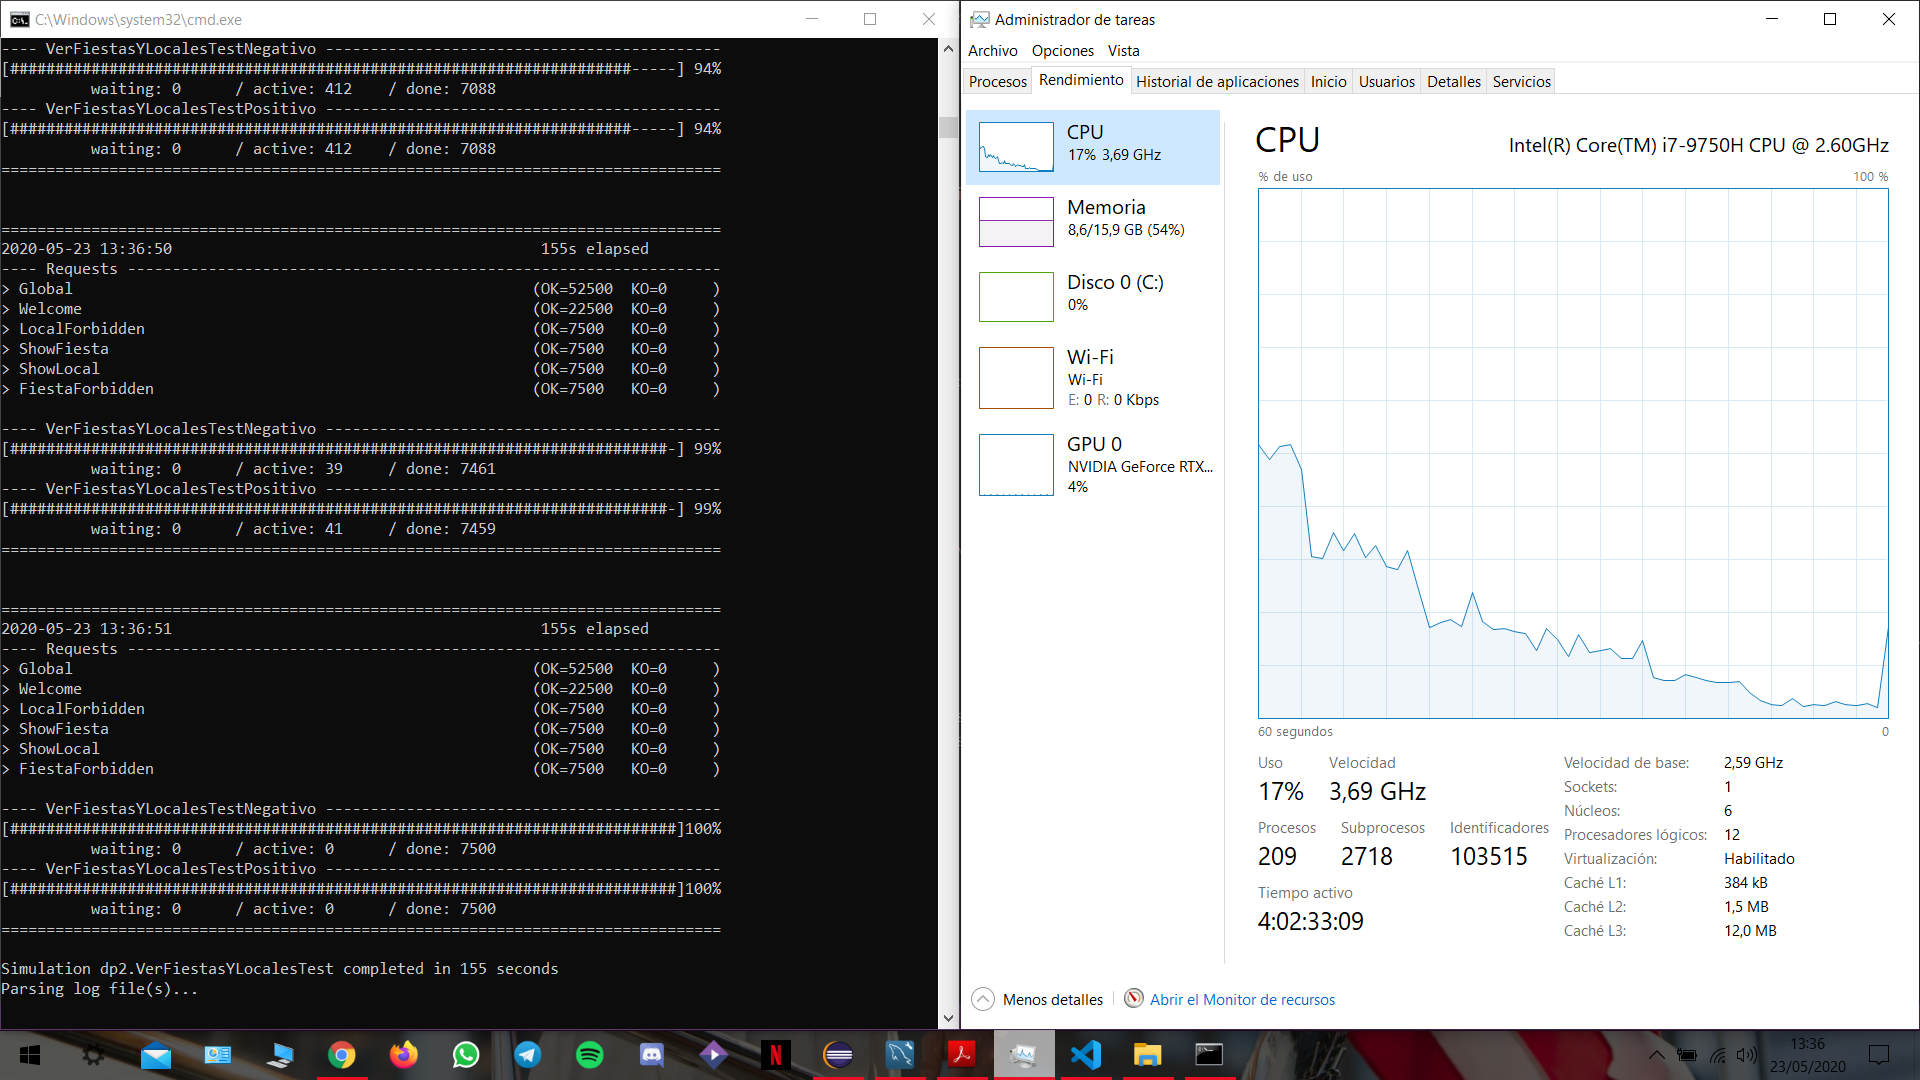 C:\Windows\system32\cmd.exe
---- VerFiestasYLocalesTestNegativo --------------------------------------------
[#####################################################################-----] 94%
waiting: 0      / active: 412    / done: 7088
---- VerFiestasYLocalesTestPositivo --------------------------------------------
[#####################################################################-----] 94%
waiting: 0      / active: 412    / done: 7088
================================================================================
================================================================================
2020-05-23 13:36:50                                         155s elapsed
---- Requests ------------------------------------------------------------------
> Global                                                   (OK=52500  KO=0     )
> Welcome                                                  (OK=22500  KO=0     )
> LocalForbidden                                           (OK=7500   KO=0     )
> ShowFiesta                                               (OK=7500   KO=0     )
> ShowLocal                                                (OK=7500   KO=0     )
> FiestaForbidden                                          (OK=7500   KO=0     )
---- VerFiestasYLocalesTestNegativo --------------------------------------------
[#########################################################################-] 99%
waiting: 0      / active: 39     / done: 7461
---- VerFiestasYLocalesTestPositivo --------------------------------------------
[#########################################################################-] 99%
waiting: 0      / active: 41     / done: 7459
================================================================================
================================================================================
2020-05-23 13:36:51                                         155s elapsed
---- Requests ------------------------------------------------------------------
> Global                                                   (OK=52500  KO=0     )
> Welcome                                                  (OK=22500  KO=0     )
> LocalForbidden                                           (OK=7500   KO=0     )
> ShowFiesta                                               (OK=7500   KO=0     )
> ShowLocal                                                (OK=7500   KO=0     )
> FiestaForbidden                                          (OK=7500   KO=0     )
---- VerFiestasYLocalesTestNegativo --------------------------------------------
[##########################################################################]100%
waiting: 0      / active: 0      / done: 7500
---- VerFiestasYLocalesTestPositivo --------------------------------------------
[##########################################################################]100%
waiting: 0      / active: 0      / done: 7500
================================================================================
Simulation dp2.VerFiestasYLocalesTest completed in 155 seconds
Parsing log file(s)...
Administrador de tareas
Archivo Opciones Vista
Procesos Rendimiento Historial de aplicaciones Inicio Usuarios Detalles Servicios
CPU
17% 3,69 GHz
Memoria
8,6/15,9 GB (54%)
Disco 0 (C:)
0%
Wi-Fi
Wi-Fi
E: 0 R: 0 Kbps
GPU 0
NVIDIA GeForce RTX...
4%
CPU
Intel(R) Core(TM) i7-9750H CPU @ 2.60GHz
% de uso 100 %
60 segundos 0
Uso Velocidad
17% 3,69 GHz
Procesos Subprocesos Identificadores
209 2718 103515
Tiempo activo
4:02:33:09
Velocidad de base: 2,59 GHz
Sockets: 1
Núcleos: 6
Procesadores lógicos: 12
Virtualización: Habilitado
Caché L1: 384 kB
Caché L2: 1,5 MB
Caché L3: 12,0 MB
Menos detalles
Abrir el Monitor de recursos
13:36
23/05/2020